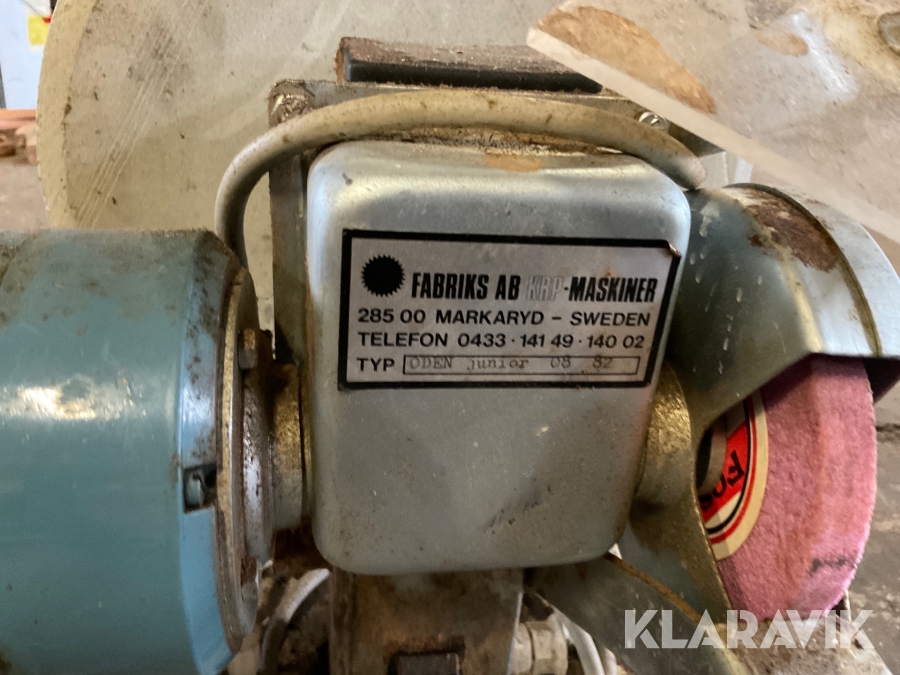 FABRIKS AB KRP-MASKINER
285 00 MARKARYD - SWEDEN
TELEFON 0433 · 141 49 · 140 02
TYP ODEN junior 08 82
FOS
KLARAVIK